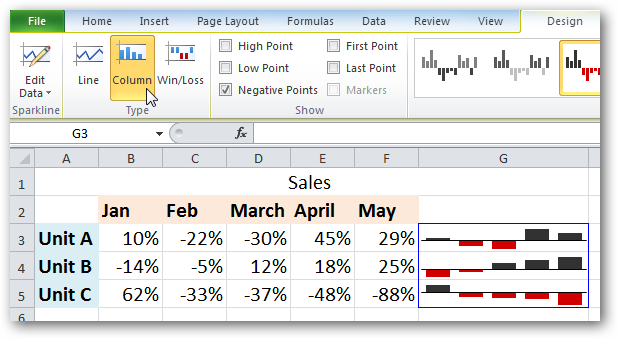 File Home Insert Page Layout Formulas Data Review View Design
Edit Data Line Column Win/Loss
High Point First Point
Low Point Last Point
Negative Points Markers
Sparkline Type Show
G3 fx
A B C D E F G
1 Sales
2 Jan Feb March April May
3 Unit A 10% -22% -30% 45% 29%
4 Unit B -14% -5% 12% 18% 25%
5 Unit C 62% -33% -37% -48% -88%
6